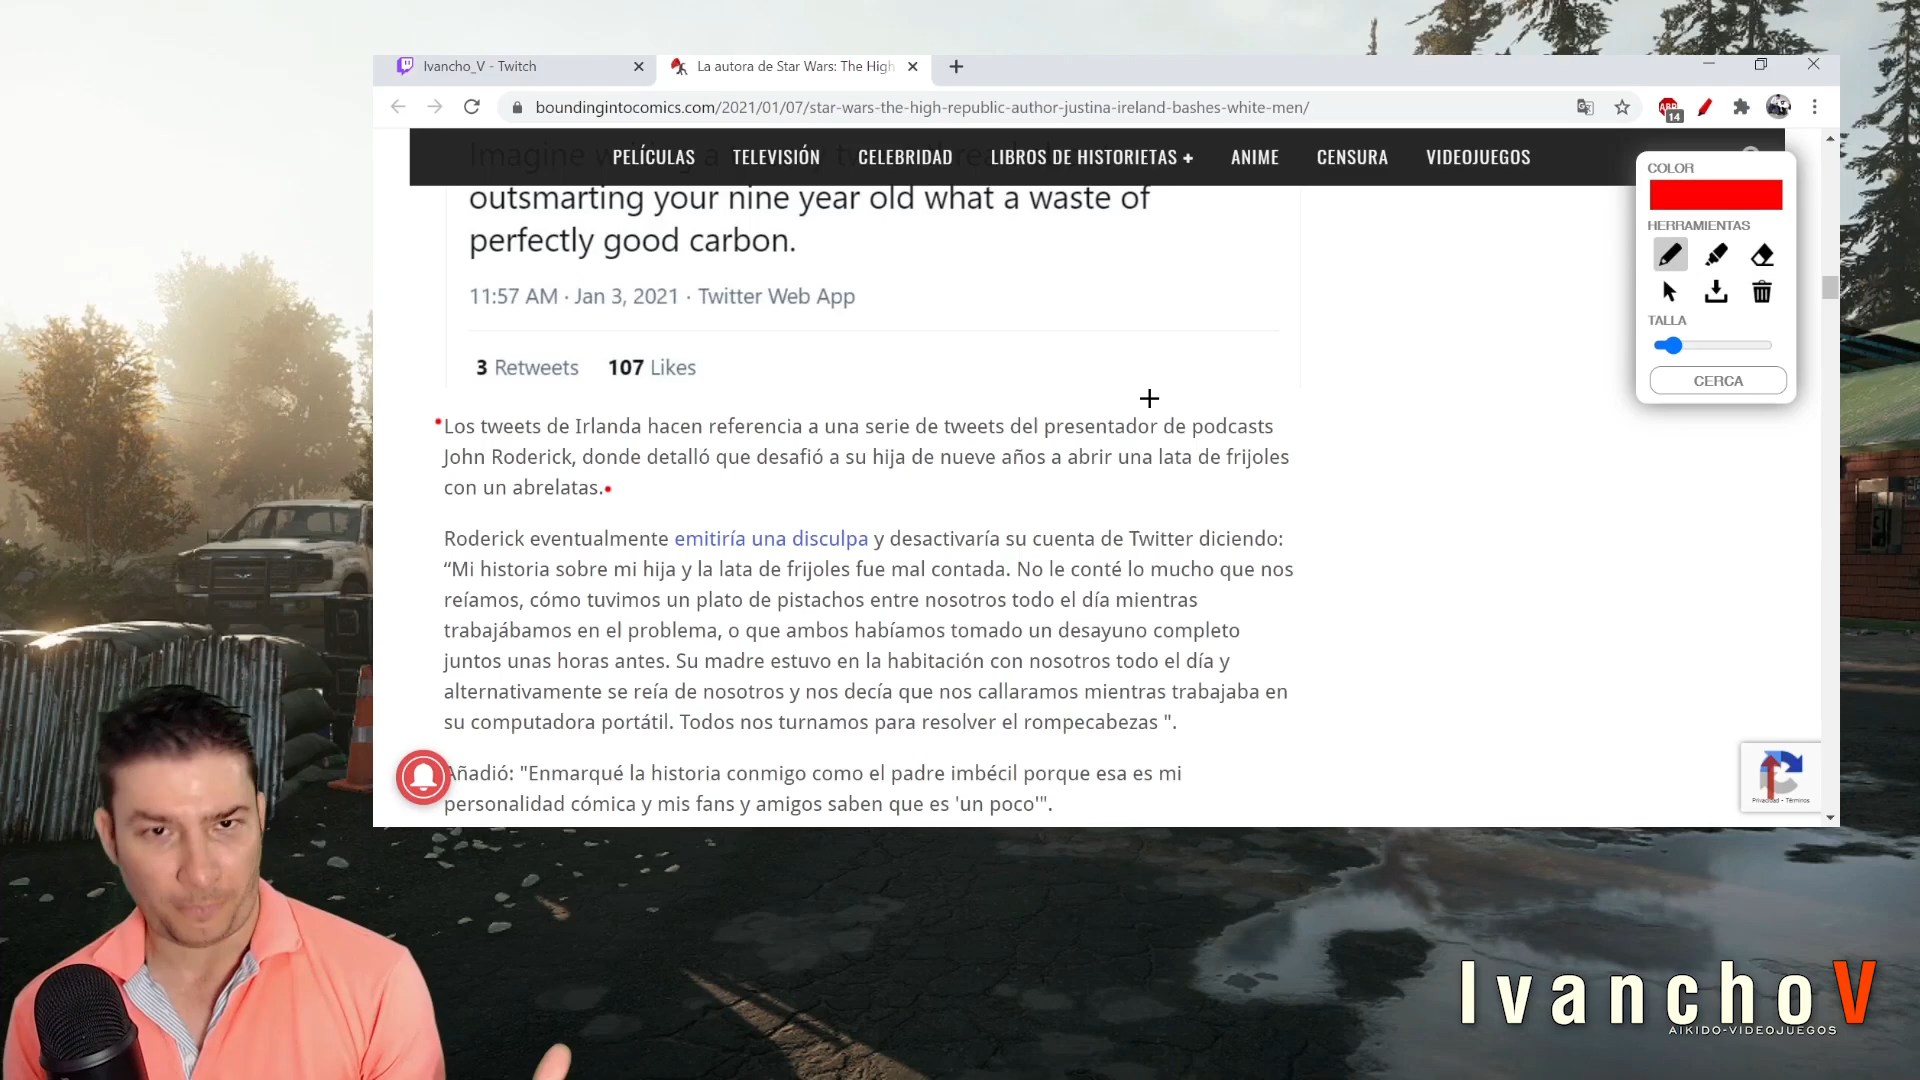 Ivancho_V - Twitch
La autora de Star Wars: The High
boundingintocomics.com/2021/01/07/star-wars-the-high-republic-author-justina-ireland-bashes-white-men/
ABP
14
PELÍCULAS TELEVISIÓN CELEBRIDAD LIBROS DE HISTORIETAS + ANIME CENSURA VIDEOJUEGOS
Imagine
outsmarting your nine year old what a waste of
perfectly good carbon.
11:57 AM · Jan 3, 2021 · Twitter Web App
3 Retweets 107 Likes
COLOR
HERRAMIENTAS
TALLA
CERCA
Los tweets de Irlanda hacen referencia a una serie de tweets del presentador de podcasts
John Roderick, donde detalló que desafió a su hija de nueve años a abrir una lata de frijoles
con un abrelatas.
Roderick eventualmente emitiría una disculpa y desactivaría su cuenta de Twitter diciendo:
“Mi historia sobre mi hija y la lata de frijoles fue mal contada. No le conté lo mucho que nos
reíamos, cómo tuvimos un plato de pistachos entre nosotros todo el día mientras
trabajábamos en el problema, o que ambos habíamos tomado un desayuno completo
juntos unas horas antes. Su madre estuvo en la habitación con nosotros todo el día y
alternativamente se reía de nosotros y nos decía que nos calláramos mientras trabajaba en
su computadora portátil. Todos nos turnamos para resolver el rompecabezas ".
Añadió: "Enmarqué la historia conmigo como el padre imbécil porque esa es mi
personalidad cómica y mis fans y amigos saben que es 'un poco'".
Privacidad • Términos
IvanchoV
AIKIDO-VIDEOJUEGOS